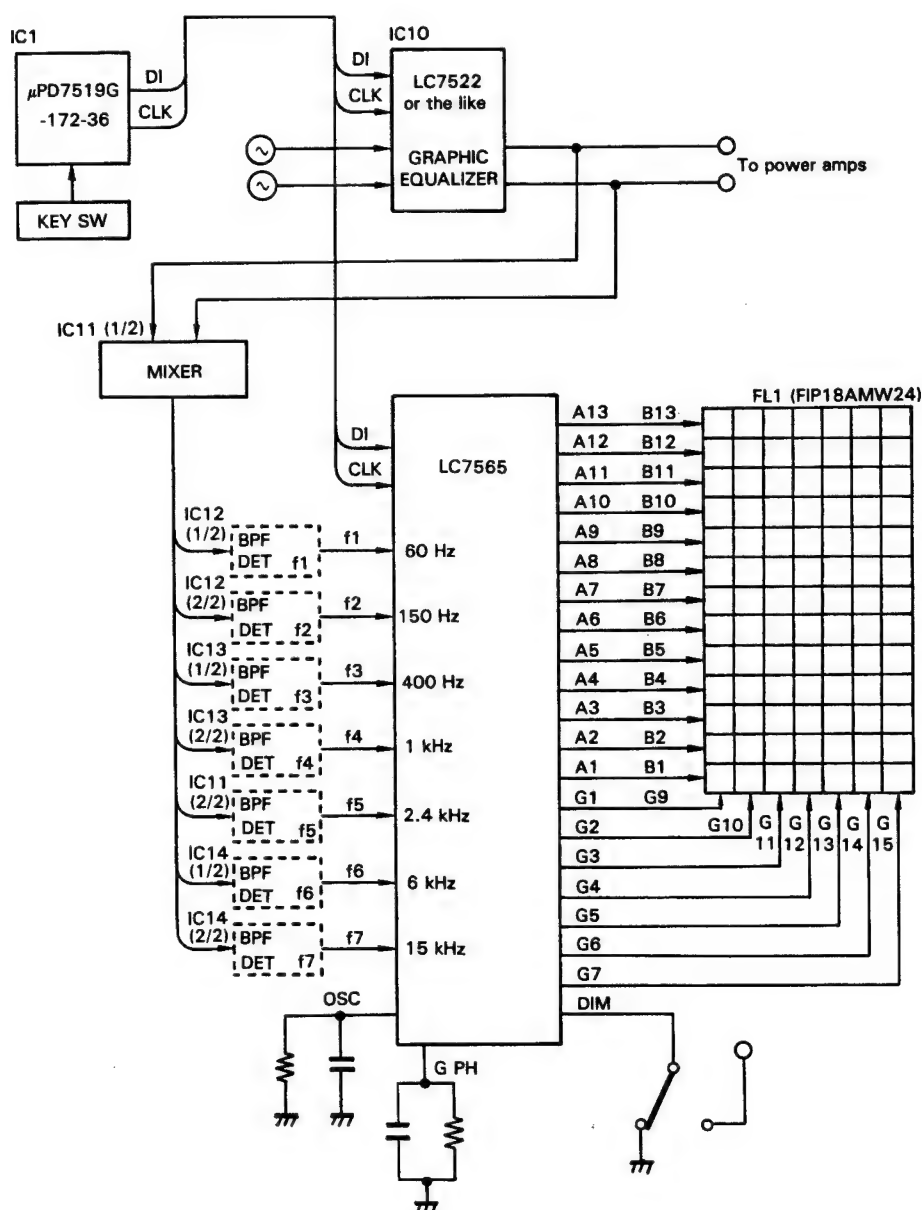 IC1
μPD7519G
-172-36
DI
CLK
KEY SW
IC10
DI
CLK
LC7522
or the like
GRAPHIC
EQUALIZER
To power amps
IC11 (1/2)
MIXER
FL1 (FIP18AMW24)
DI
CLK
LC7565
A13 B13
A12 B12
A11 B11
A10 B10
A9 B9
A8 B8
A7 B7
A6 B6
A5 B5
A4 B4
A3 B3
A2 B2
A1 B1
G1 G9
G2 G10
G3 G 11
G4 G 12
G5 G 13
G6 G 14
G7 G 15
DIM
IC12
(1/2)
BPF
DET f1
f1
60 Hz
IC12
(2/2)
BPF
DET f2
f2
150 Hz
IC13
(1/2)
BPF
DET f3
f3
400 Hz
IC13
(2/2)
BPF
DET f4
f4
1 kHz
IC11
(2/2)
BPF
DET f5
f5
2.4 kHz
IC14
(1/2)
BPF
DET f6
f6
6 kHz
IC14
(2/2)
BPF
DET f7
f7
15 kHz
OSC
G PH